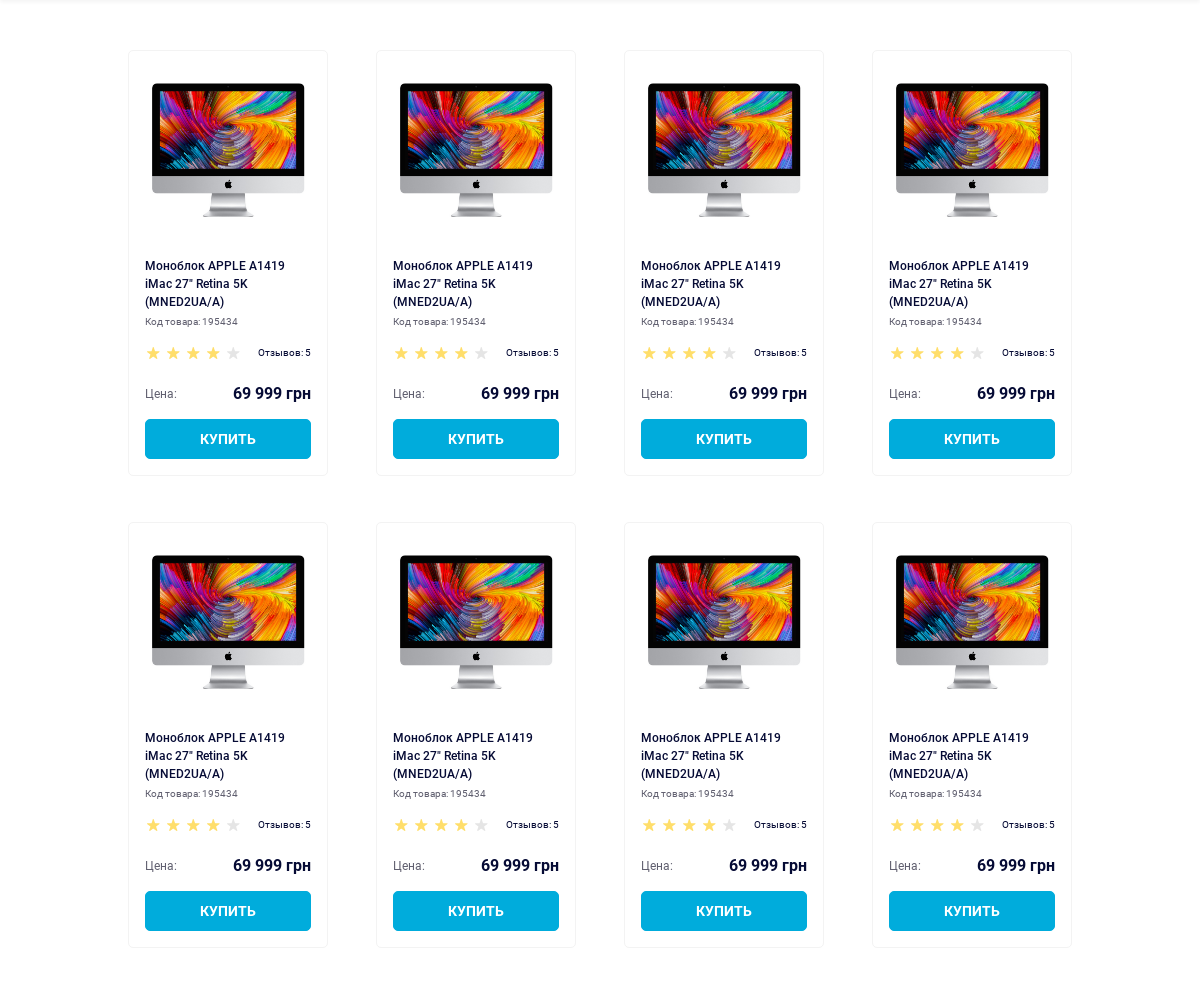 Моноблок APPLE A1419
iMac 27" Retina 5K
(MNED2UA/A)
Код товара: 195434
Отзывов: 5
Цена: 69 999 грн
КУПИТЬ
Моноблок APPLE A1419
iMac 27" Retina 5K
(MNED2UA/A)
Код товара: 195434
Отзывов: 5
Цена: 69 999 грн
КУПИТЬ
Моноблок APPLE A1419
iMac 27" Retina 5K
(MNED2UA/A)
Код товара: 195434
Отзывов: 5
Цена: 69 999 грн
КУПИТЬ
Моноблок APPLE A1419
iMac 27" Retina 5K
(MNED2UA/A)
Код товара: 195434
Отзывов: 5
Цена: 69 999 грн
КУПИТЬ
Моноблок APPLE A1419
iMac 27" Retina 5K
(MNED2UA/A)
Код товара: 195434
Отзывов: 5
Цена: 69 999 грн
КУПИТЬ
Моноблок APPLE A1419
iMac 27" Retina 5K
(MNED2UA/A)
Код товара: 195434
Отзывов: 5
Цена: 69 999 грн
КУПИТЬ
Моноблок APPLE A1419
iMac 27" Retina 5K
(MNED2UA/A)
Код товара: 195434
Отзывов: 5
Цена: 69 999 грн
КУПИТЬ
Моноблок APPLE A1419
iMac 27" Retina 5K
(MNED2UA/A)
Код товара: 195434
Отзывов: 5
Цена: 69 999 грн
КУПИТЬ